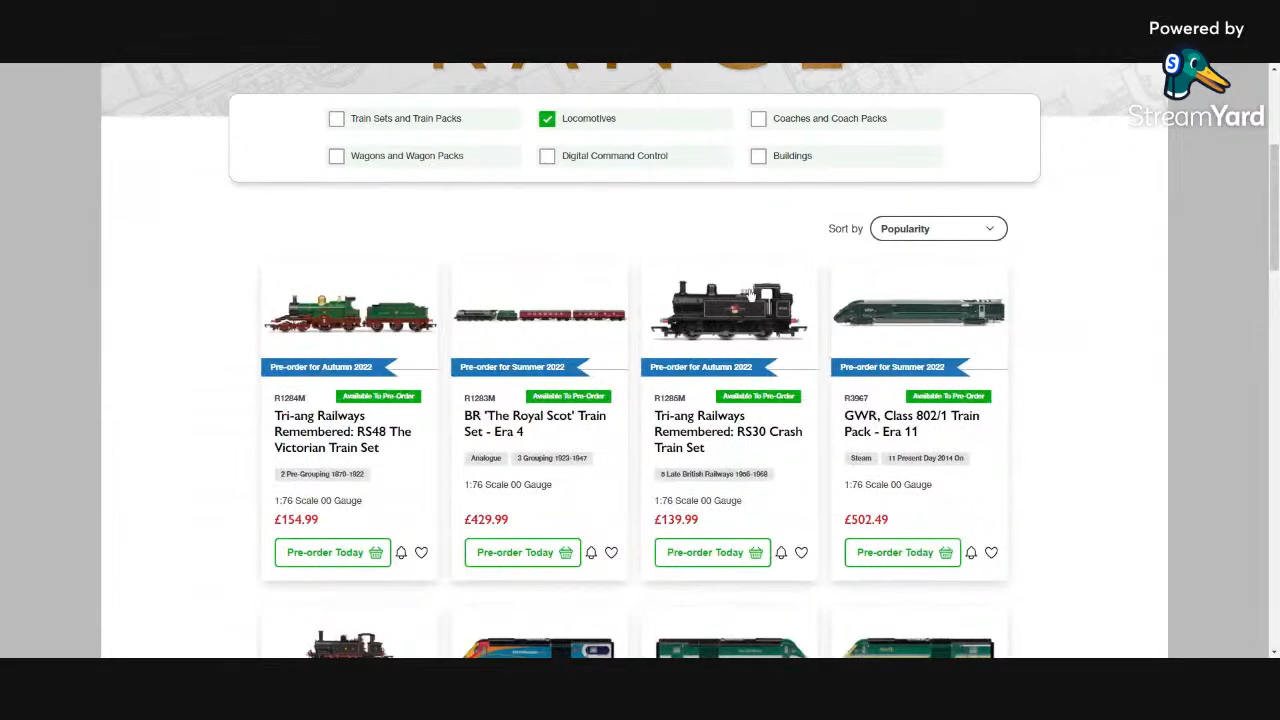 Powered by
StreamYard
Train Sets and Train Packs
Locomotives
Coaches and Coach Packs
Wagons and Wagon Packs
Digital Command Control
Buildings
Sort by
Popularity
Pre-order for Autumn 2022
R1284M
Available To Pre-Order
Tri-ang Railways
Remembered: RS48 The
Victorian Train Set
2 Pre-Grouping 1870-1922
1:76 Scale 00 Gauge
£154.99
Pre-order Today
Pre-order for Summer 2022
R1283M
Available To Pre-Order
BR 'The Royal Scot' Train
Set - Era 4
Analogue
3 Grouping 1923-1947
1:76 Scale 00 Gauge
£429.99
Pre-order Today
Pre-order for Autumn 2022
R1285M
Available To Pre-Order
Tri-ang Railways
Remembered: RS30 Crash
Train Set
5 Late British Railways 1956-1968
1:76 Scale 00 Gauge
£139.99
Pre-order Today
Pre-order for Summer 2022
R3967
Available To Pre-Order
GWR, Class 802/1 Train
Pack - Era 11
Steam
11 Present Day 2014 On
1:76 Scale 00 Gauge
£502.49
Pre-order Today